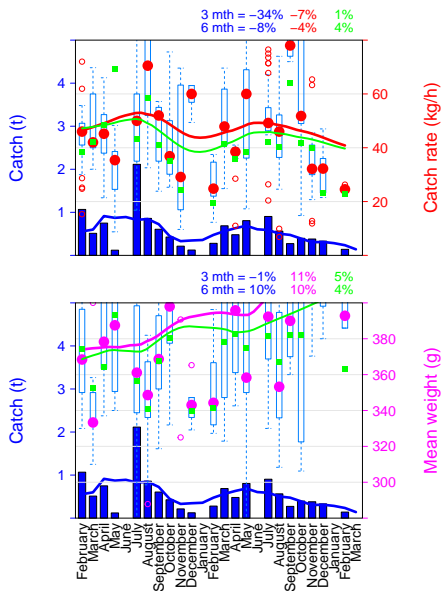 3 mth = −34% −7% 1%
6 mth = −8% −4% 4%
Catch (t)
1
2
3
4
5
20
40
60
Catch rate (kg/h)
3 mth = −1% 11% 5%
6 mth = 10% 10% 4%
Catch (t)
1
2
3
4
5
300
320
340
360
380
Mean weight (g)
February
March
April
May
June
July
August
September
October
November
December
January
February
March
April
May
June
July
August
September
October
November
December
January
February
March